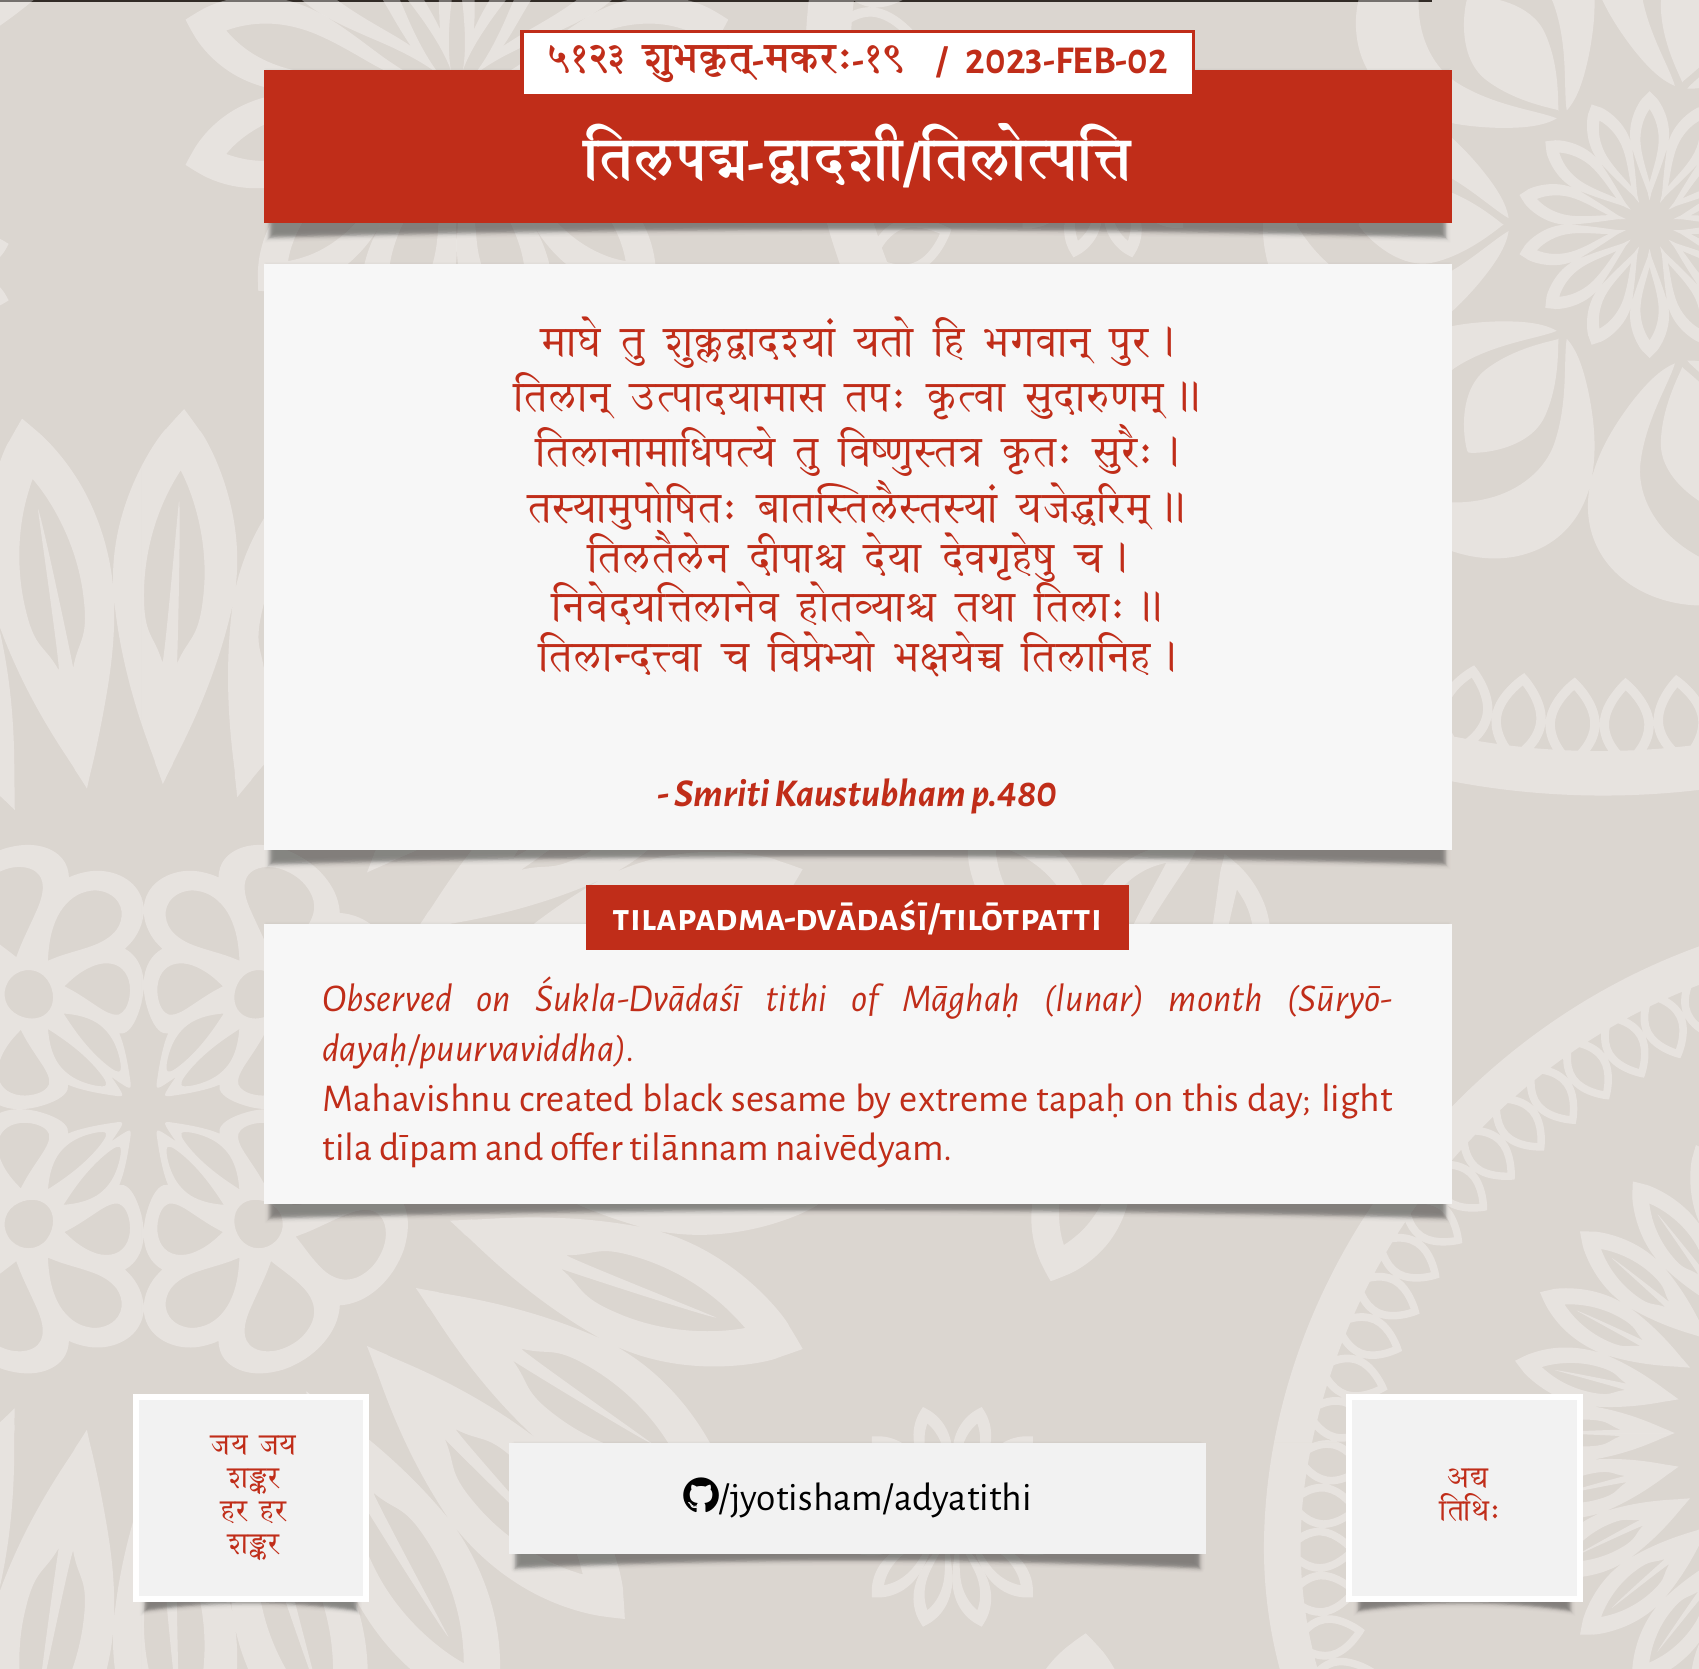 ५१२३ शुभकृत्-मकरः-१९ / 2023-FEB-02
तिलपद्म-द्वादशी/तिलोत्पत्ति
माघे तु शुक्लद्वादश्यां यतो हि भगवान् पुर ।
तिलान् उत्पादयामास तपः कृत्वा सुदारुणम् ॥
तिलानामाधिपत्ये तु विष्णुस्तत्र कृतः सुरैः ।
तस्यामुपोषितः बातस्तिलैस्तस्यां यजेद्धरिम् ॥
तिलतैलेन दीपाश्च देया देवगृहेषु च ।
निवेदयत्तिलानेव होतव्याश्च तथा तिलाः ॥
तिलान्दत्त्वा च विप्रेभ्यो भक्षयेच्च तिलानिह ।
- Smriti Kaustubham p.480
TILAPADMA-DVĀDAŚĪ/TILŌTPATTI
Observed on Śukla-Dvādaśī tithi of Māghaḥ (lunar) month (Sūryō-
dayaḥ/puurvaviddha).
Mahavishnu created black sesame by extreme tapaḥ on this day; light
tila dīpam and offer tilānnam naivēdyam.
जय जय
शङ्कर
हर हर
शङ्कर
/jyotisham/adyatithi
अद्य
तिथिः